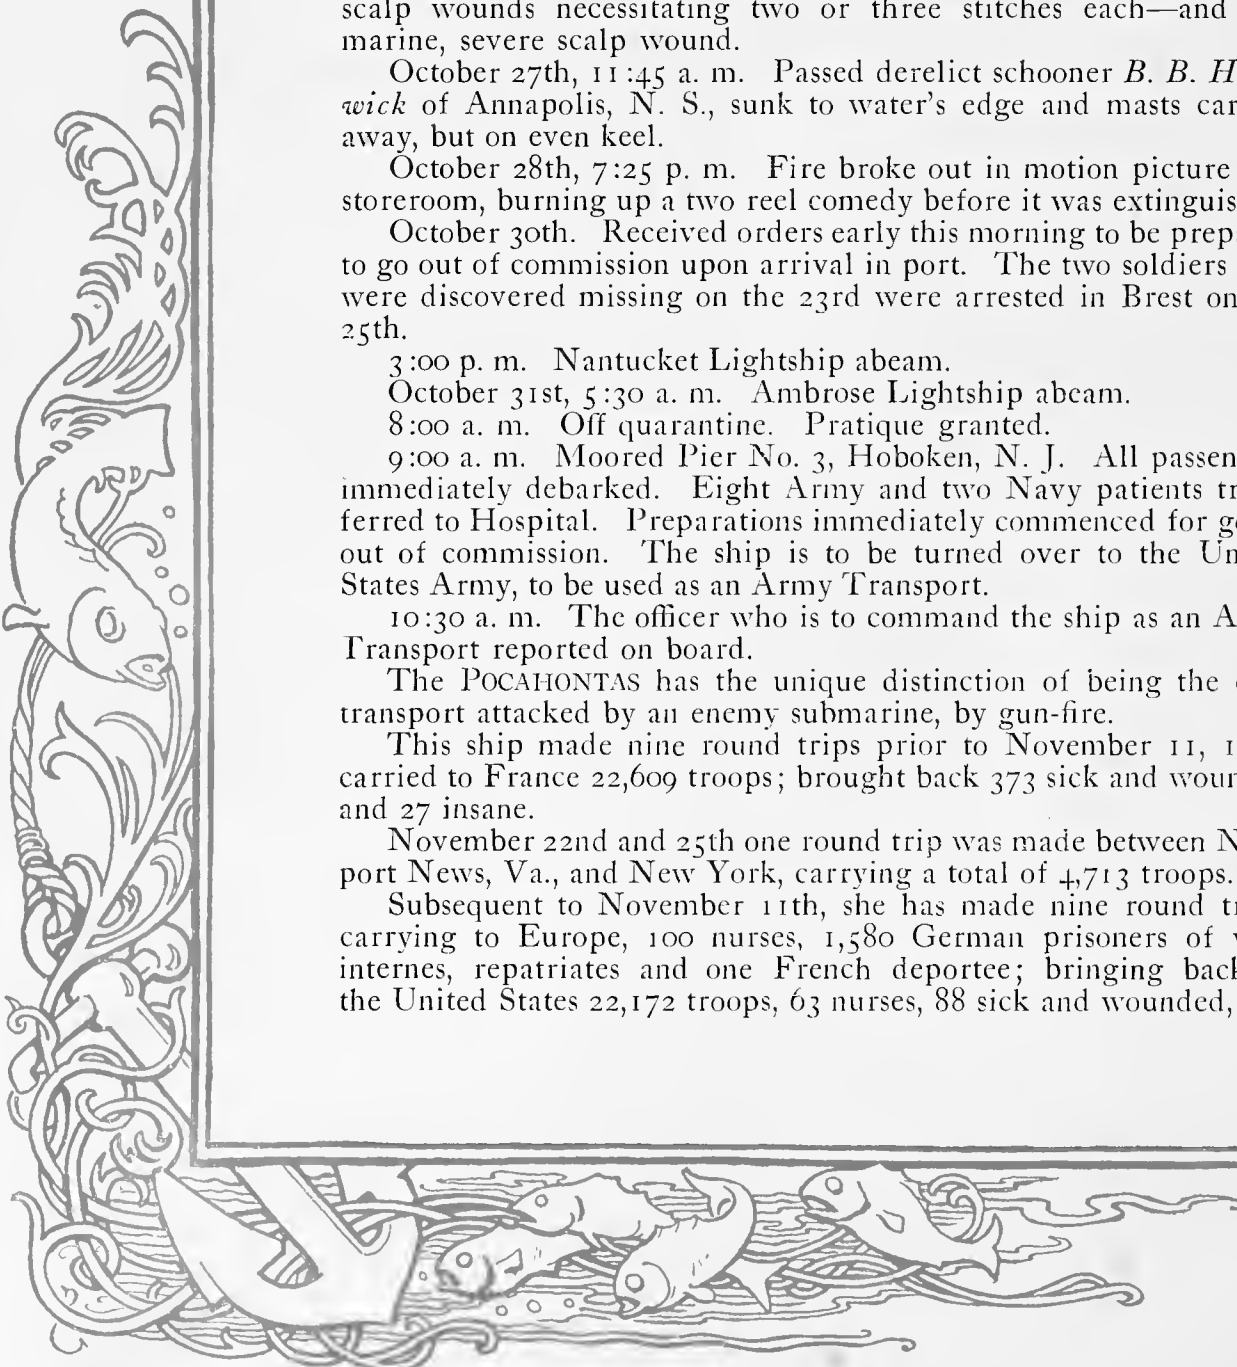 scalp wounds necessitating two or three stitches each—and
marine, severe scalp wound.
October 27th, 11:45 a. m. Passed derelict schooner B. B. H
wick of Annapolis, N. S., sunk to water's edge and masts car
away, but on even keel.
October 28th, 7:25 p. m. Fire broke out in motion picture
storeroom, burning up a two reel comedy before it was extinguis
October 30th. Received orders early this morning to be prep
to go out of commission upon arrival in port. The two soldiers
were discovered missing on the 23rd were arrested in Brest on
25th.
3:00 p. m. Nantucket Lightship abeam.
October 31st, 5:30 a. m. Ambrose Lightship abeam.
8:00 a. m. Off quarantine. Pratique granted.
9:00 a. m. Moored Pier No. 3, Hoboken, N. J. All passen
immediately debarked. Eight Army and two Navy patients tr
ferred to Hospital. Preparations immediately commenced for g
out of commission. The ship is to be turned over to the Un
States Army, to be used as an Army Transport.
10:30 a. m. The officer who is to command the ship as an A
Transport reported on board.
The POCAHONTAS has the unique distinction of being the
transport attacked by an enemy submarine, by gun-fire.
This ship made nine round trips prior to November 11, 1
carried to France 22,609 troops; brought back 373 sick and woun
and 27 insane.
November 22nd and 25th one round trip was made between N
port News, Va., and New York, carrying a total of 4,713 troops.
Subsequent to November 11th, she has made nine round t
carrying to Europe, 100 nurses, 1,580 German prisoners of
internes, repatriates and one French deportee; bringing back
the United States 22,172 troops, 63 nurses, 88 sick and wounded,